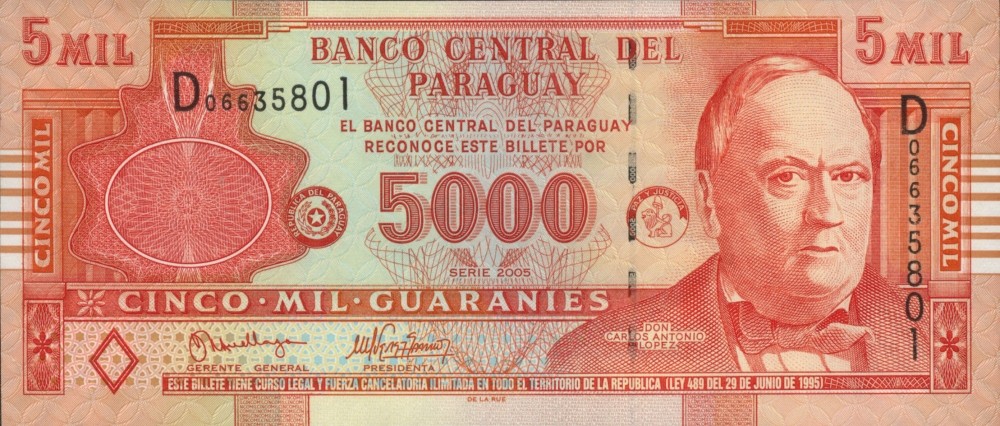 5 MIL
BANCO CENTRAL DEL
PARAGUAY
5 MIL
D06635801
EL BANCO CENTRAL DEL PARAGUAY
RECONOCE ESTE BILLETE POR
5000
SERIE 2005
REPUBLICA DEL PARAGUAY
PAZ Y JUSTICIA
5000
CINCO MIL
CINCO MIL
D06635801
CINCO·MIL·GUARANIES
DON
CARLOS ANTONIO
LOPEZ
GERENTE GENERAL
PRESIDENTA
ESTE BILLETE TIENE CURSO LEGAL Y FUERZA CANCELATORIA ILIMITADA EN TODO EL TERRITORIO DE LA REPUBLICA (LEY 489 DEL 29 DE JUNIO DE 1995)
DE LA RUE